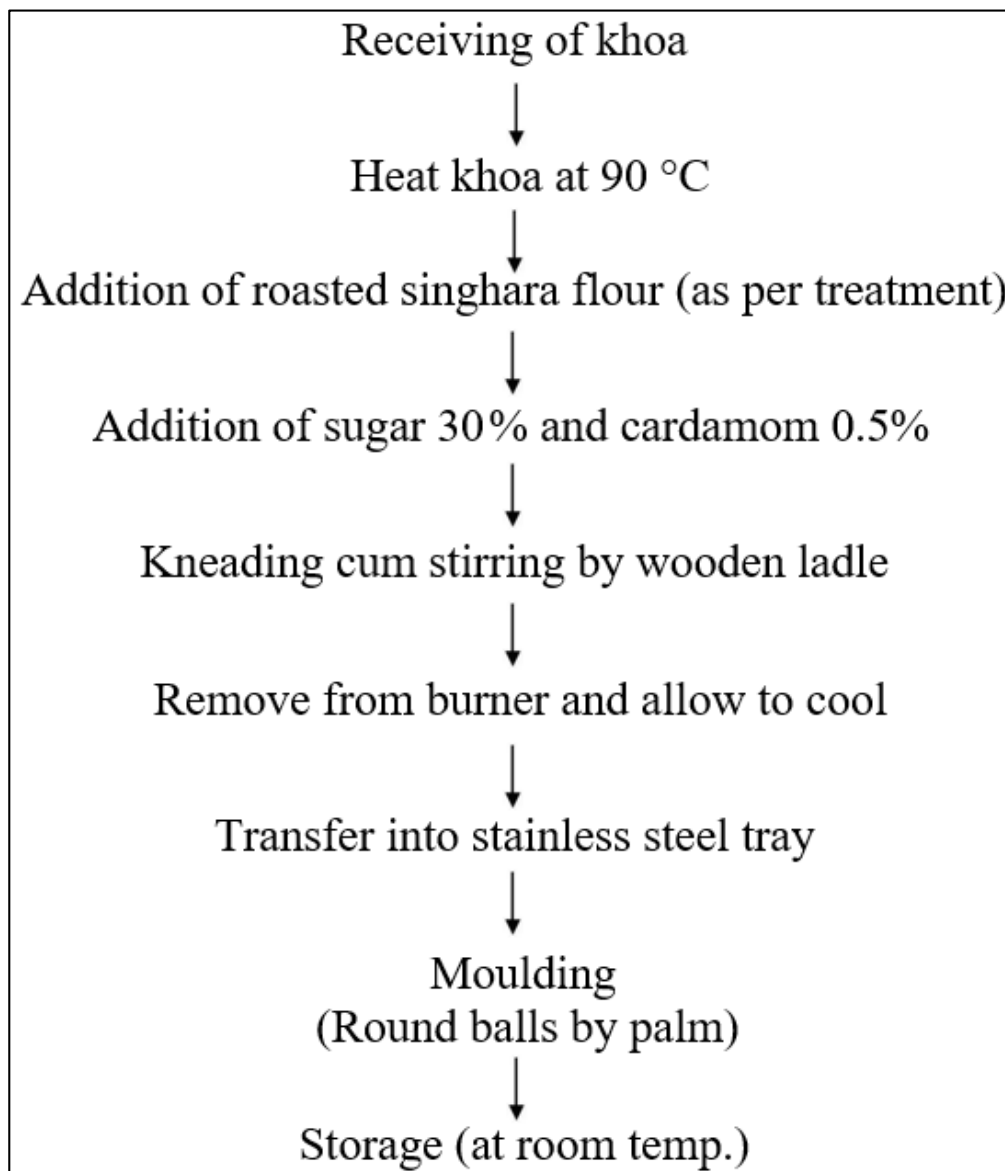 Receiving of khoa
Heat khoa at 90 °C
Addition of roasted singhara flour (as per treatment)
Addition of sugar 30% and cardamom 0.5%
Kneading cum stirring by wooden ladle
Remove from burner and allow to cool
Transfer into stainless steel tray
Moulding
(Round balls by palm)
Storage (at room temp.)